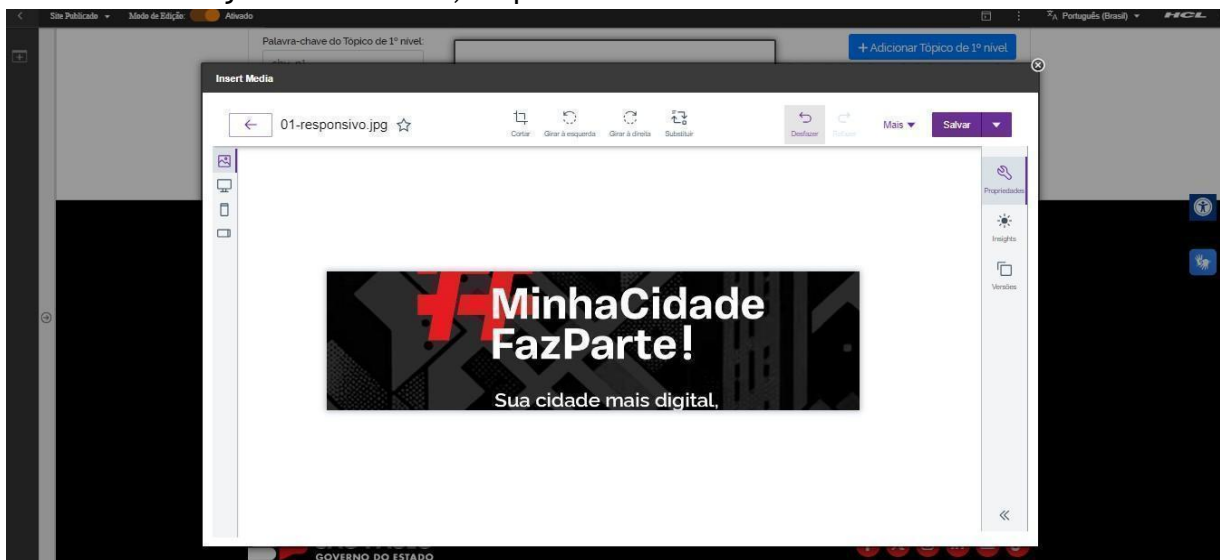 Site Publicado
Modo de Edição:
Ativado
Português (Brasil)
HCL
Palavra-chave do Tópico de 1º nível:
+ Adicionar Tópico de 1º nível
Insert Media
01-responsivo.jpg
Cortar
Girar à esquerda
Girar à direita
Substituir
Desfazer
Mais
Salvar
Propriedades
Insights
Versões
#MinhaCidade
FazParte!
Sua cidade mais digital,
GOVERNO DO ESTADO